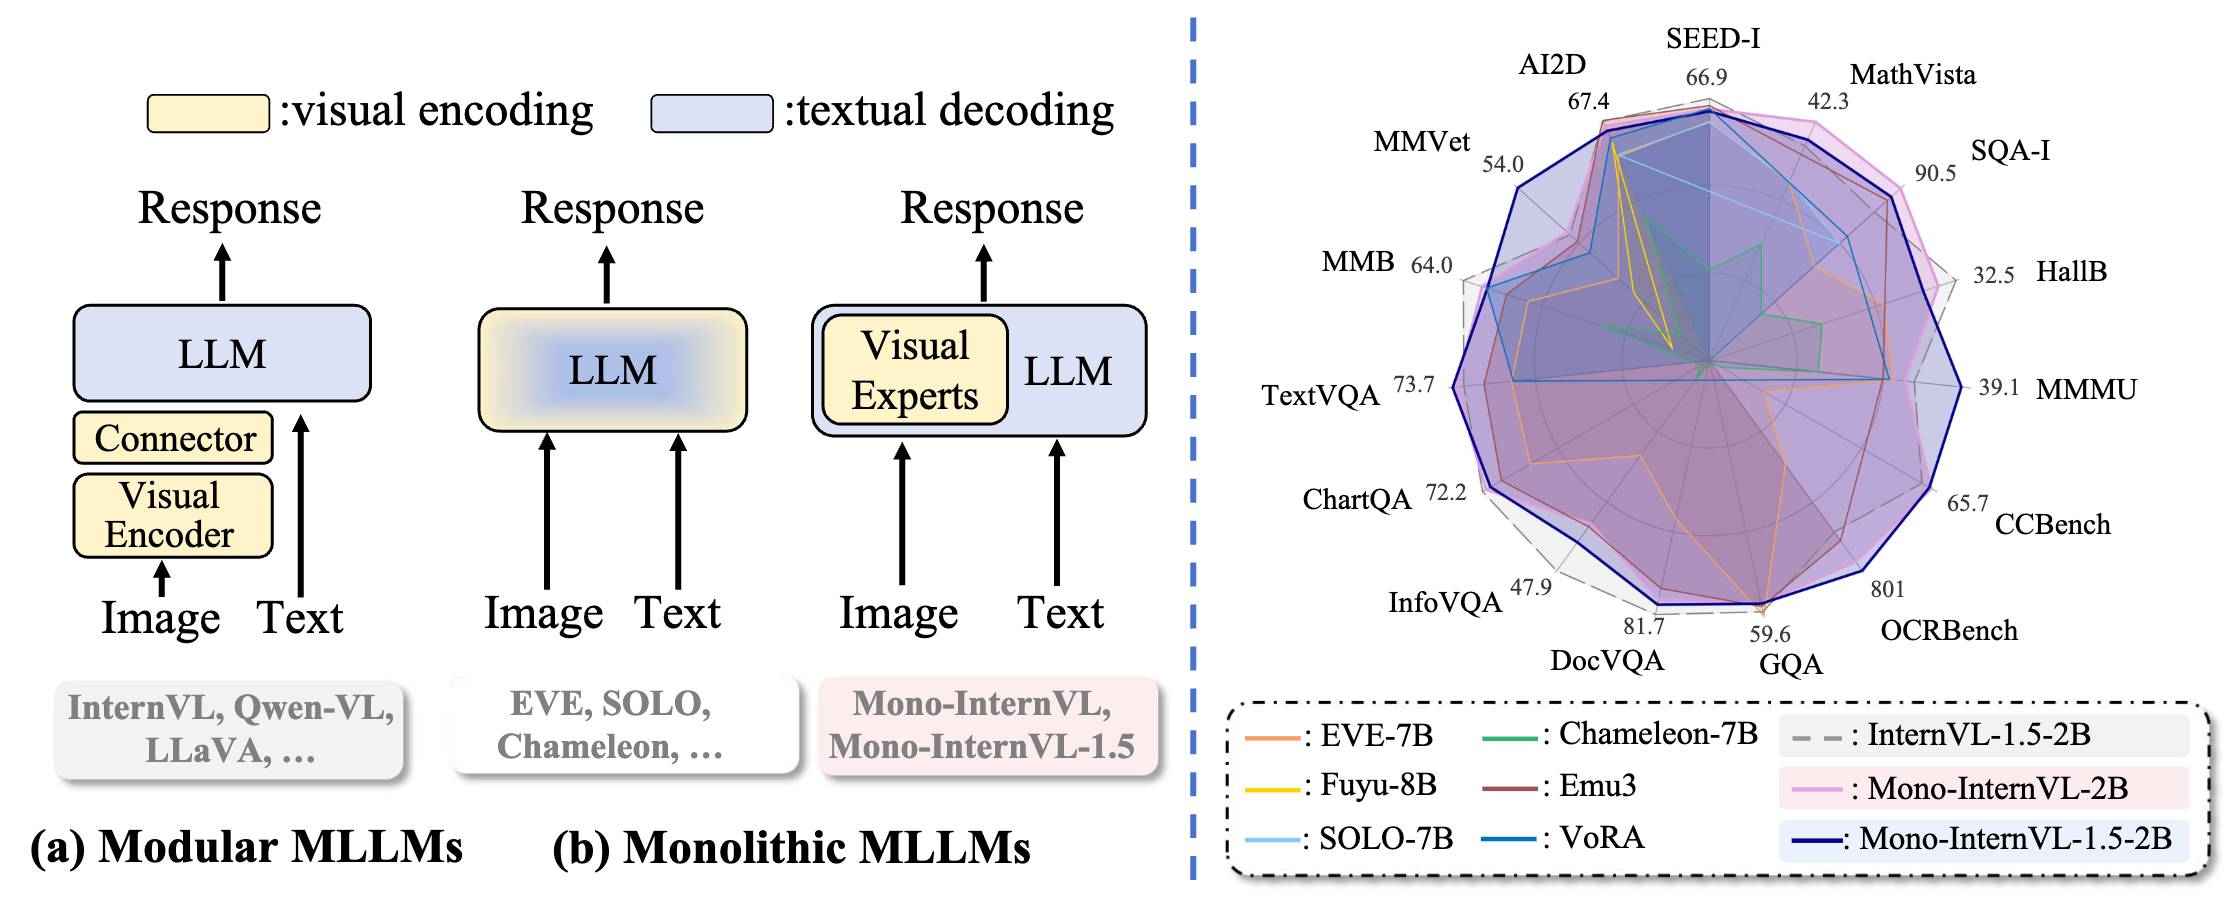 :visual encoding
:textual decoding
Response
LLM
Connector
Visual
Encoder
Image
Text
InternVL, Qwen-VL,
LLaVA, …
(a) Modular MLLMs
Response
LLM
Image
Text
EVE, SOLO,
Chameleon, …
Response
Visual
Experts
LLM
Image
Text
Mono-InternVL,
Mono-InternVL-1.5
(b) Monolithic MLLMs
SEED-I
66.9
MathVista
42.3
SQA-I
90.5
HallB
32.5
MMMU
39.1
CCBench
65.7
OCRBench
801
GQA
59.6
DocVQA
81.7
InfoVQA
47.9
ChartQA
72.2
TextVQA
73.7
MMB
64.0
MMVet
54.0
AI2D
67.4
: EVE-7B
: Chameleon-7B
: InternVL-1.5-2B
: Fuyu-8B
: Emu3
: Mono-InternVL-2B
: SOLO-7B
: VoRA
: Mono-InternVL-1.5-2B